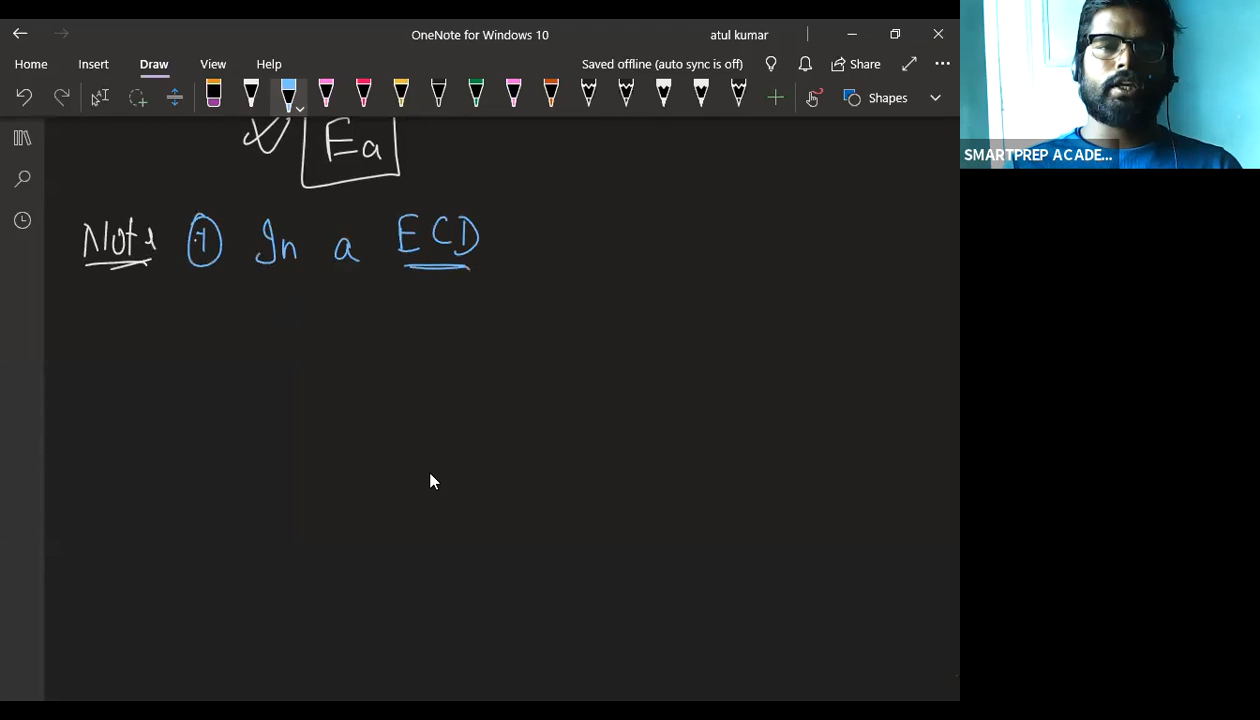 OneNote for Windows 10
atul kumar
Home Insert Draw View Help
Saved offline (auto sync is off)
Share
Shapes
Ea
Note ① In a ECD
SMARTPREP ACADE...